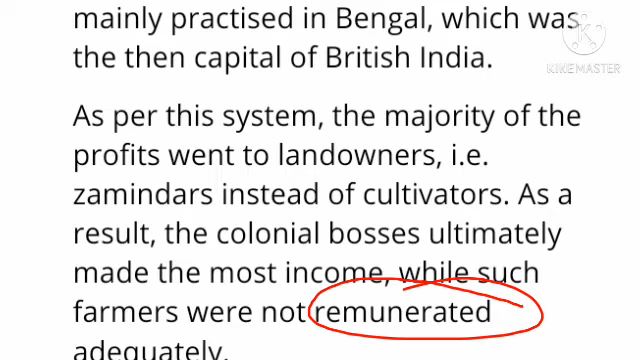 mainly practised in Bengal, which was
the then capital of British India.
KINEMASTER
As per this system, the majority of the
profits went to landowners, i.e.
zamindars instead of cultivators. As a
result, the colonial bosses ultimately
made the most income, while such
farmers were not remunerated
adequately.